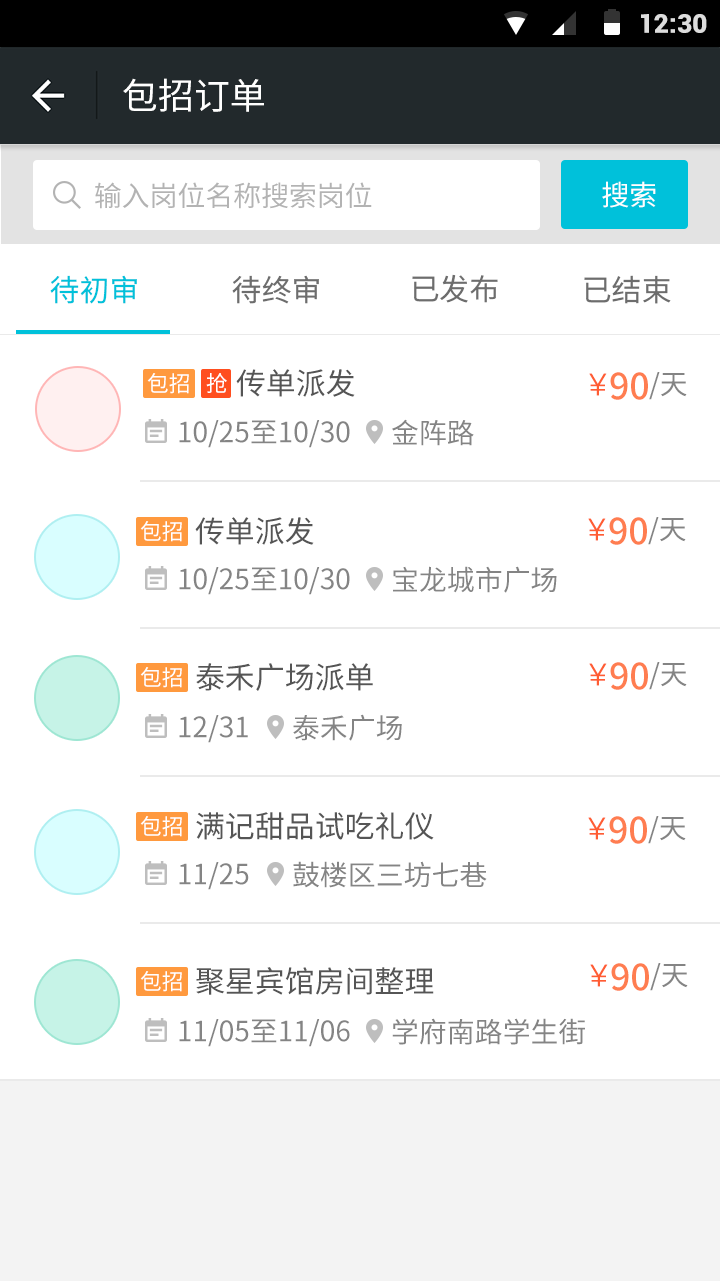 12:30
包招订单
输入岗位名称搜索岗位 搜索
待初审 待终审 已发布 已结束
包招 抢 传单派发 ¥90/天
10/25至10/30 金阵路
包招 传单派发 ¥90/天
10/25至10/30 宝龙城市广场
包招 泰禾广场派单 ¥90/天
12/31 泰禾广场
包招 满记甜品试吃礼仪 ¥90/天
11/25 鼓楼区三坊七巷
包招 聚星宾馆房间整理 ¥90/天
11/05至11/06 学府南路学生街